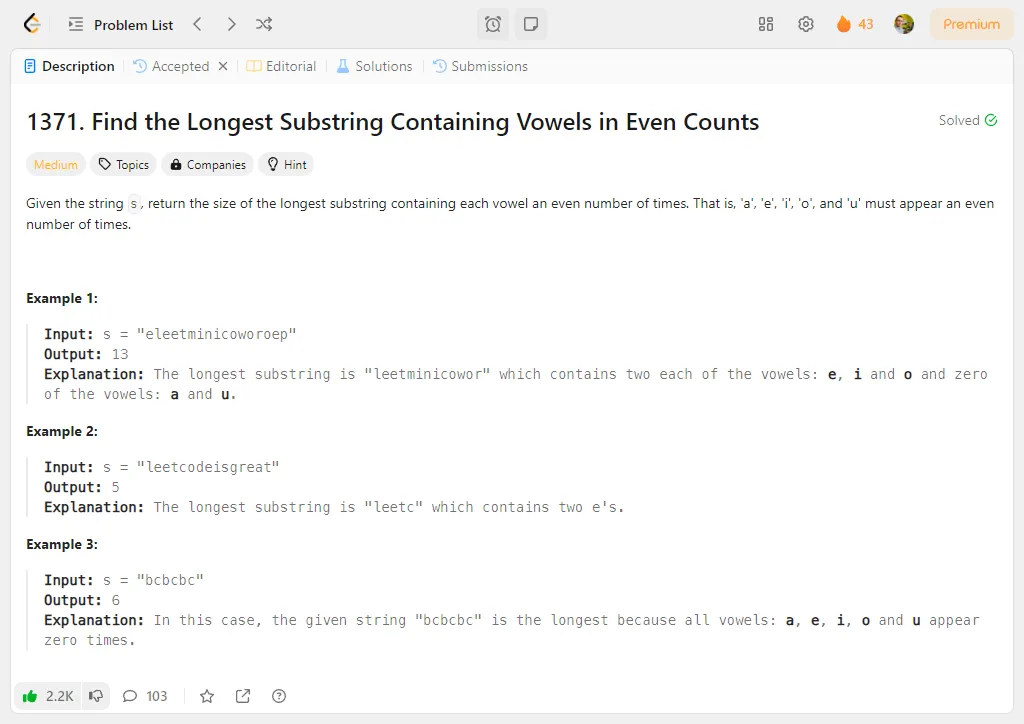 Problem List
43
Premium
Description
Accepted
Editorial
Solutions
Submissions
1371. Find the Longest Substring Containing Vowels in Even Counts
Solved
Medium
Topics
Companies
Hint
Given the string s, return the size of the longest substring containing each vowel an even number of times. That is, 'a', 'e', 'i', 'o', and 'u' must appear an even
number of times.
Example 1:
Input: s = "eleetminicoworoep"
Output: 13
Explanation: The longest substring is "leetminicowor" which contains two each of the vowels: e, i and o and zero
of the vowels: a and u.
Example 2:
Input: s = "leetcodeisgreat"
Output: 5
Explanation: The longest substring is "leetc" which contains two e's.
Example 3:
Input: s = "bcbcbc"
Output: 6
Explanation: In this case, the given string "bcbcbc" is the longest because all vowels: a, e, i, o and u appear
zero times.
2.2K
103